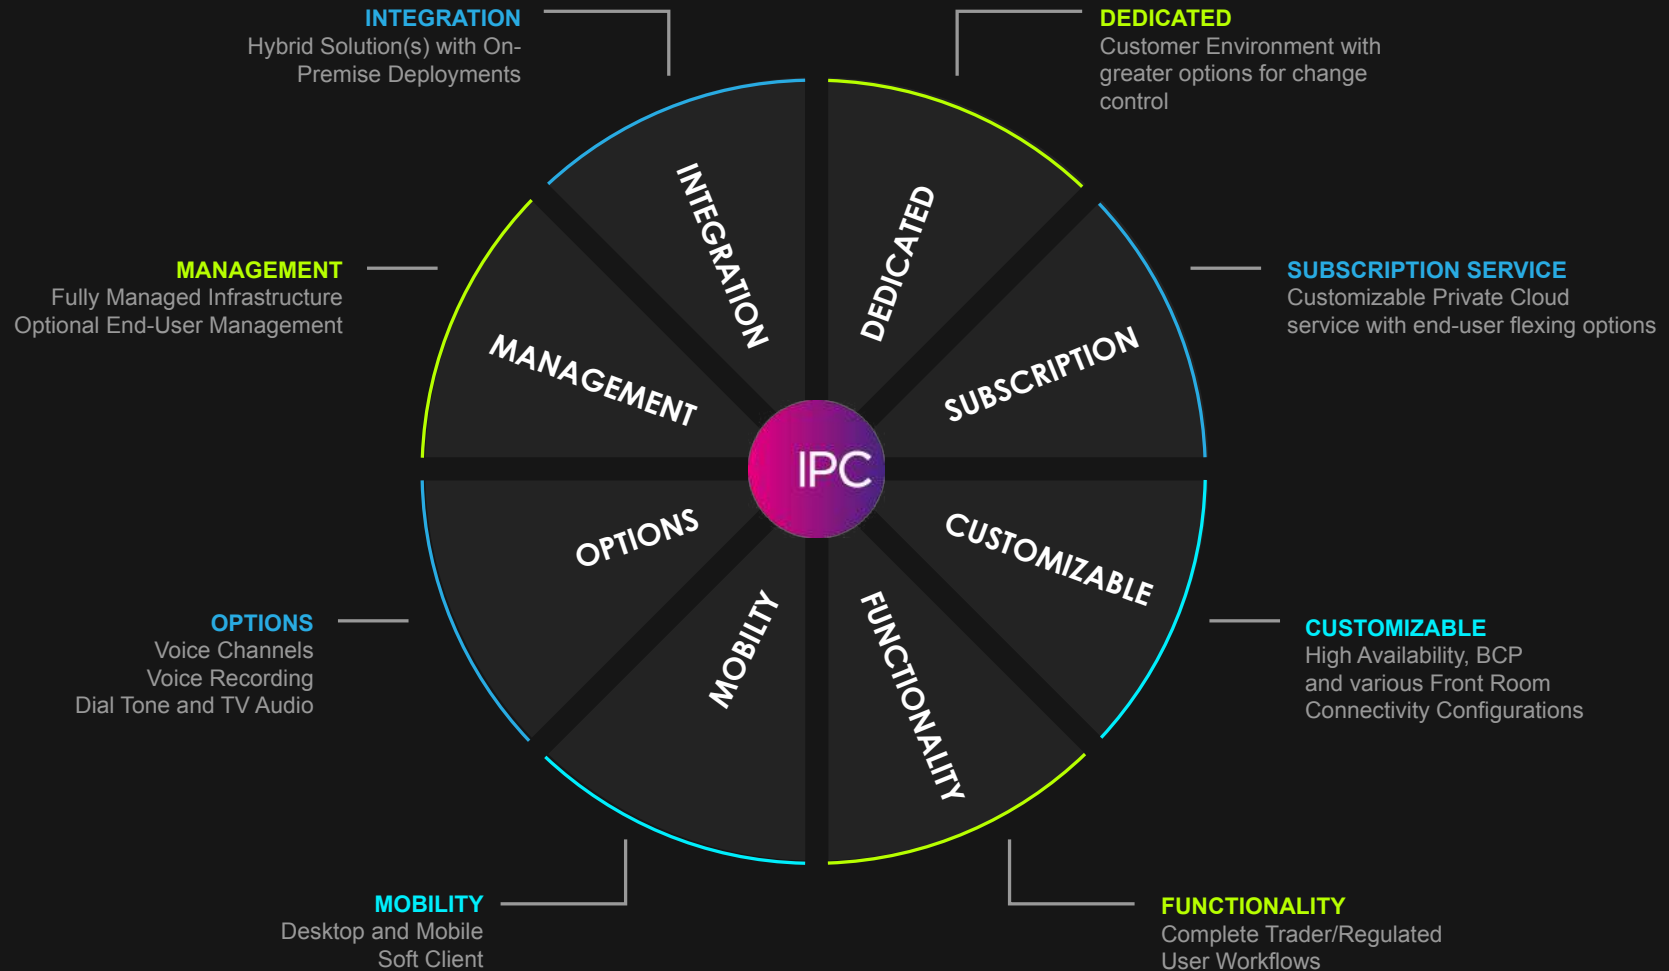 INTEGRATION
Hybrid Solution(s) with On-
Premise Deployments
DEDICATED
Customer Environment with
greater options for change
control
MANAGEMENT
Fully Managed Infrastructure
Optional End-User Management
SUBSCRIPTION SERVICE
Customizable Private Cloud
service with end-user flexing options
INTEGRATION
DEDICATED
MANAGEMENT
SUBSCRIPTION
IPC
OPTIONS
CUSTOMIZABLE
MOBILTY
FUNCTIONALITY
OPTIONS
Voice Channels
Voice Recording
Dial Tone and TV Audio
CUSTOMIZABLE
High Availability, BCP
and various Front Room
Connectivity Configurations
MOBILITY
Desktop and Mobile
Soft Client
FUNCTIONALITY
Complete Trader/Regulated
User Workflows